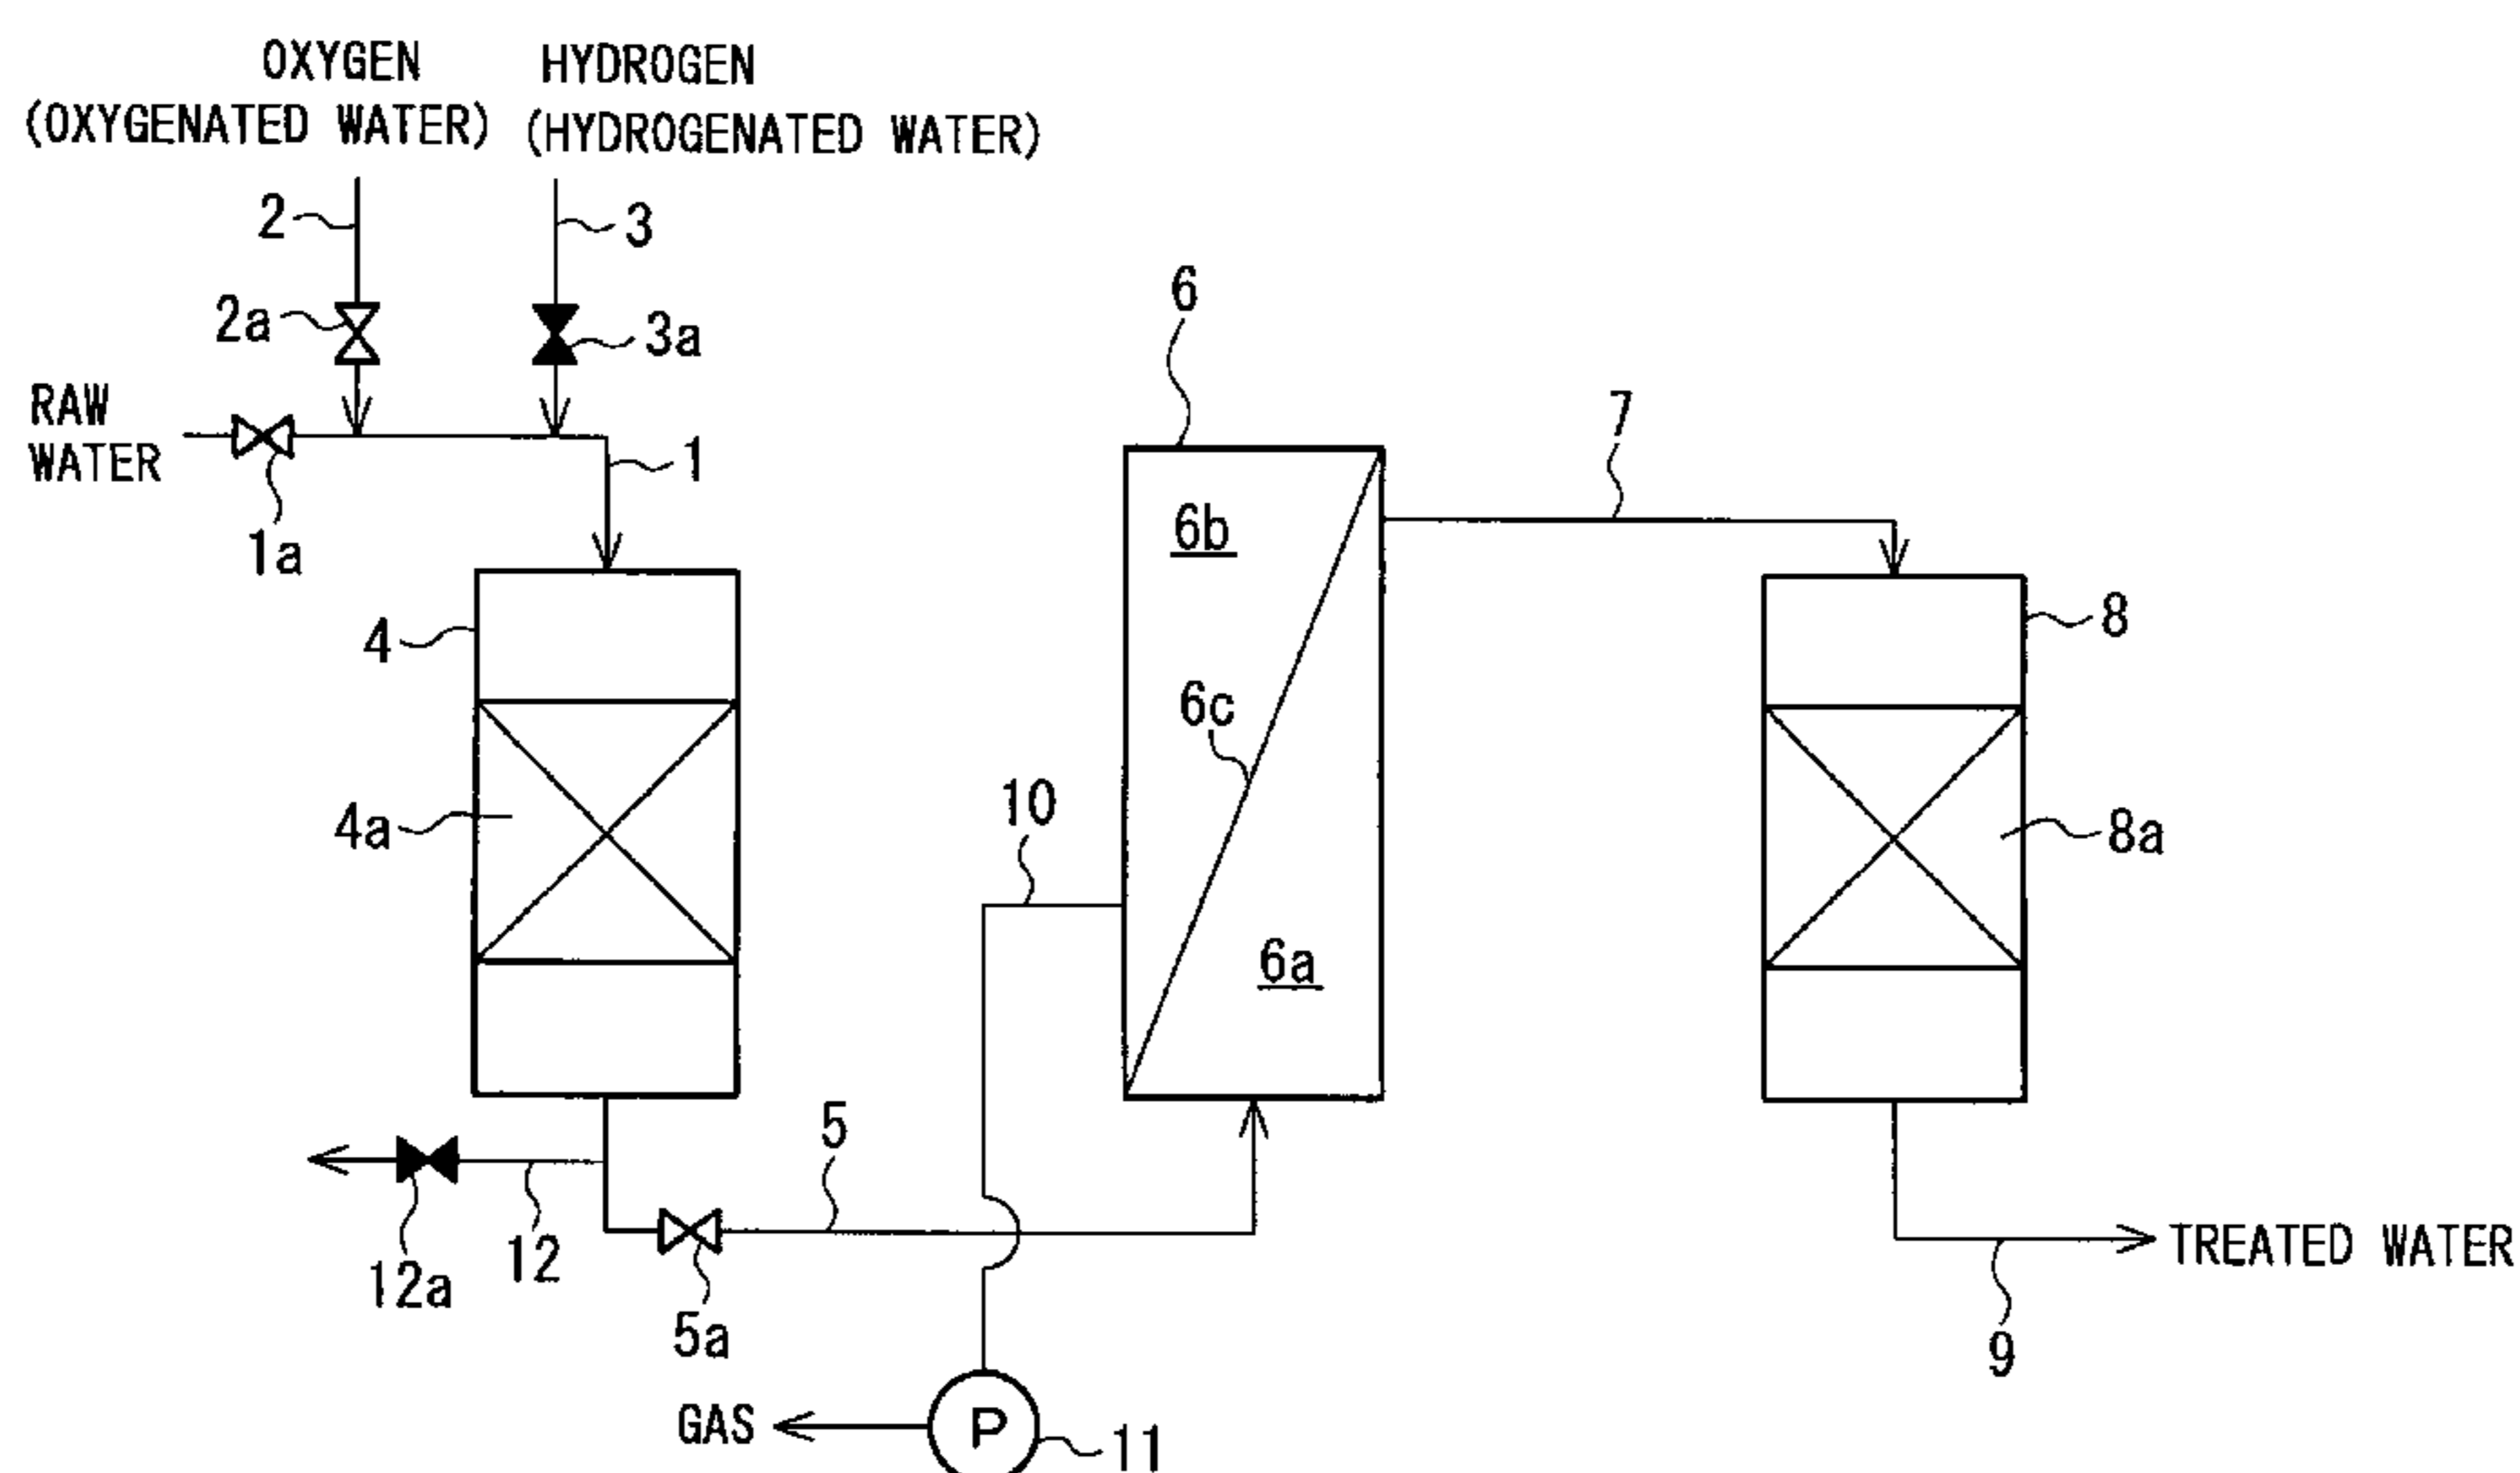 OXYGEN
(OXYGENATED WATER)
HYDROGEN
(HYDROGENATED WATER)
2
3
2a
3a
6
RAW
WATER
1
7
1a
6b
4
8
6c
10
4a
8a
6a
5
12
12a
5a
TREATED WATER
9
GAS
P
11